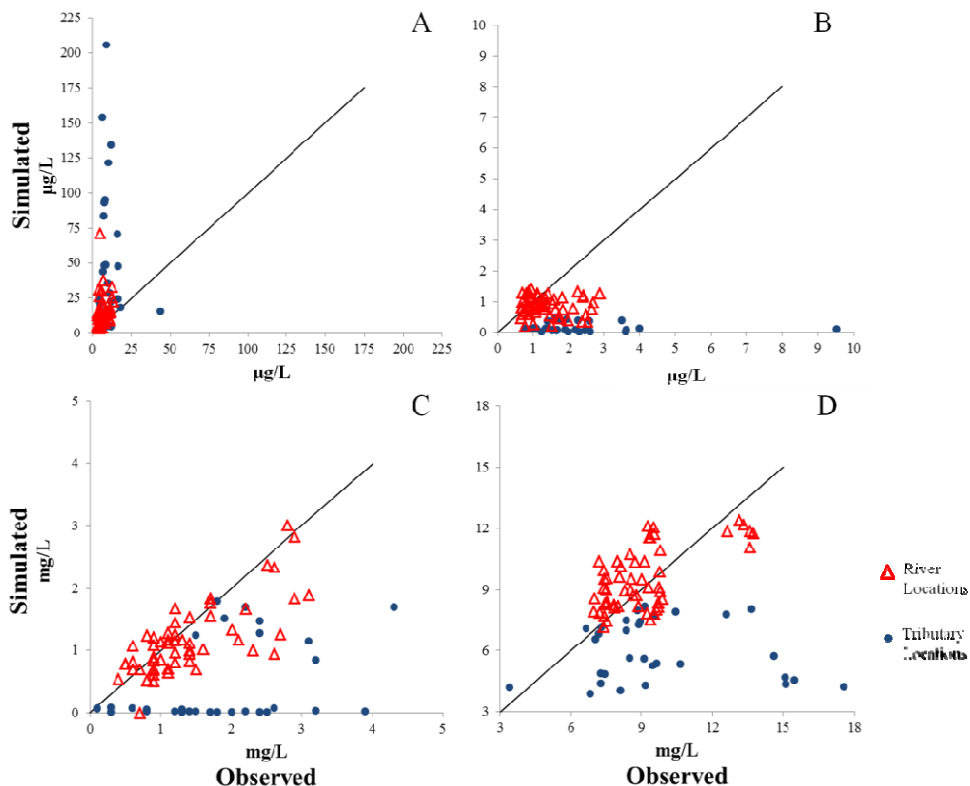 A
B
225
200
175
150
125
100
75
50
25
0
Simulated
µg/L
0 25 50 75 100 125 150 175 200 225
µg/L
10
9
8
7
6
5
4
3
2
1
0
0 1 2 3 4 5 6 7 8 9 10
µg/L
C
D
5
4
3
2
1
0
Simulated
mg/L
0 1 2 3 4 5
mg/L
Observed
18
15
12
9
6
3
3 6 9 12 15 18
mg/L
Observed
River
Locations
Tributary
Locations